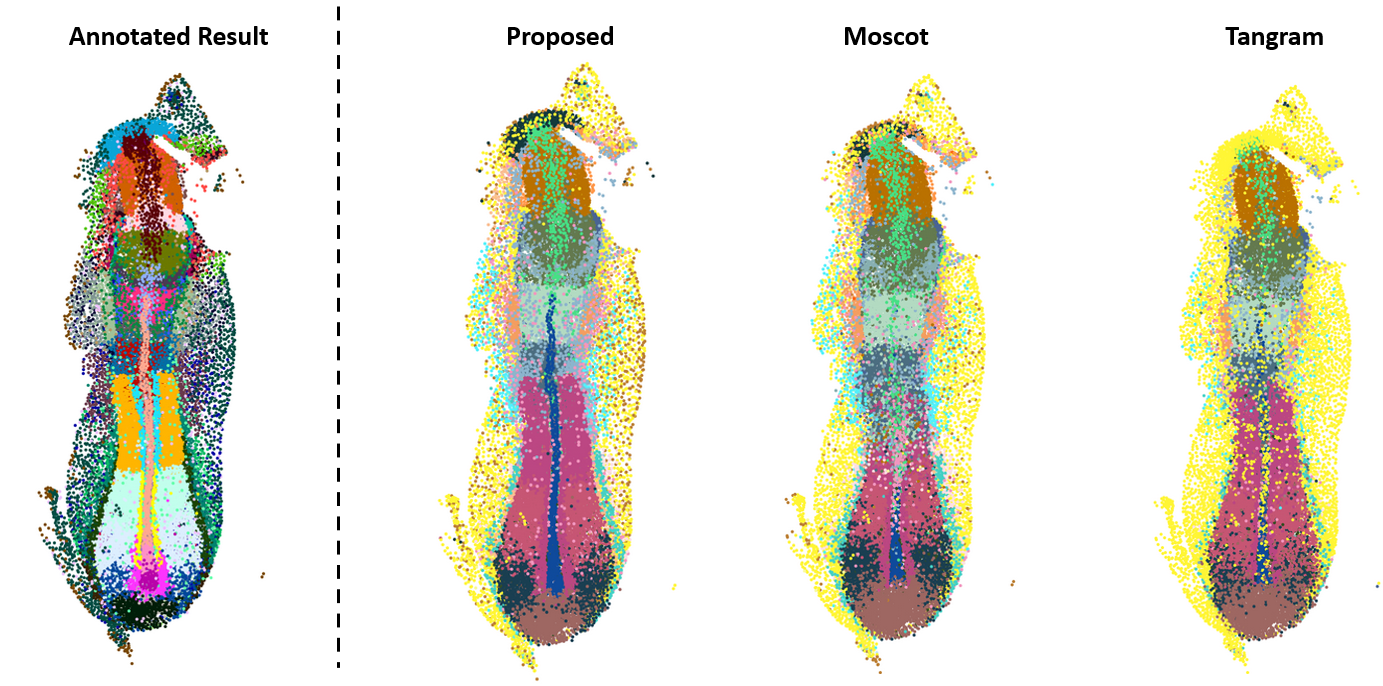 Annotated Result
Proposed
Moscot
Tangram